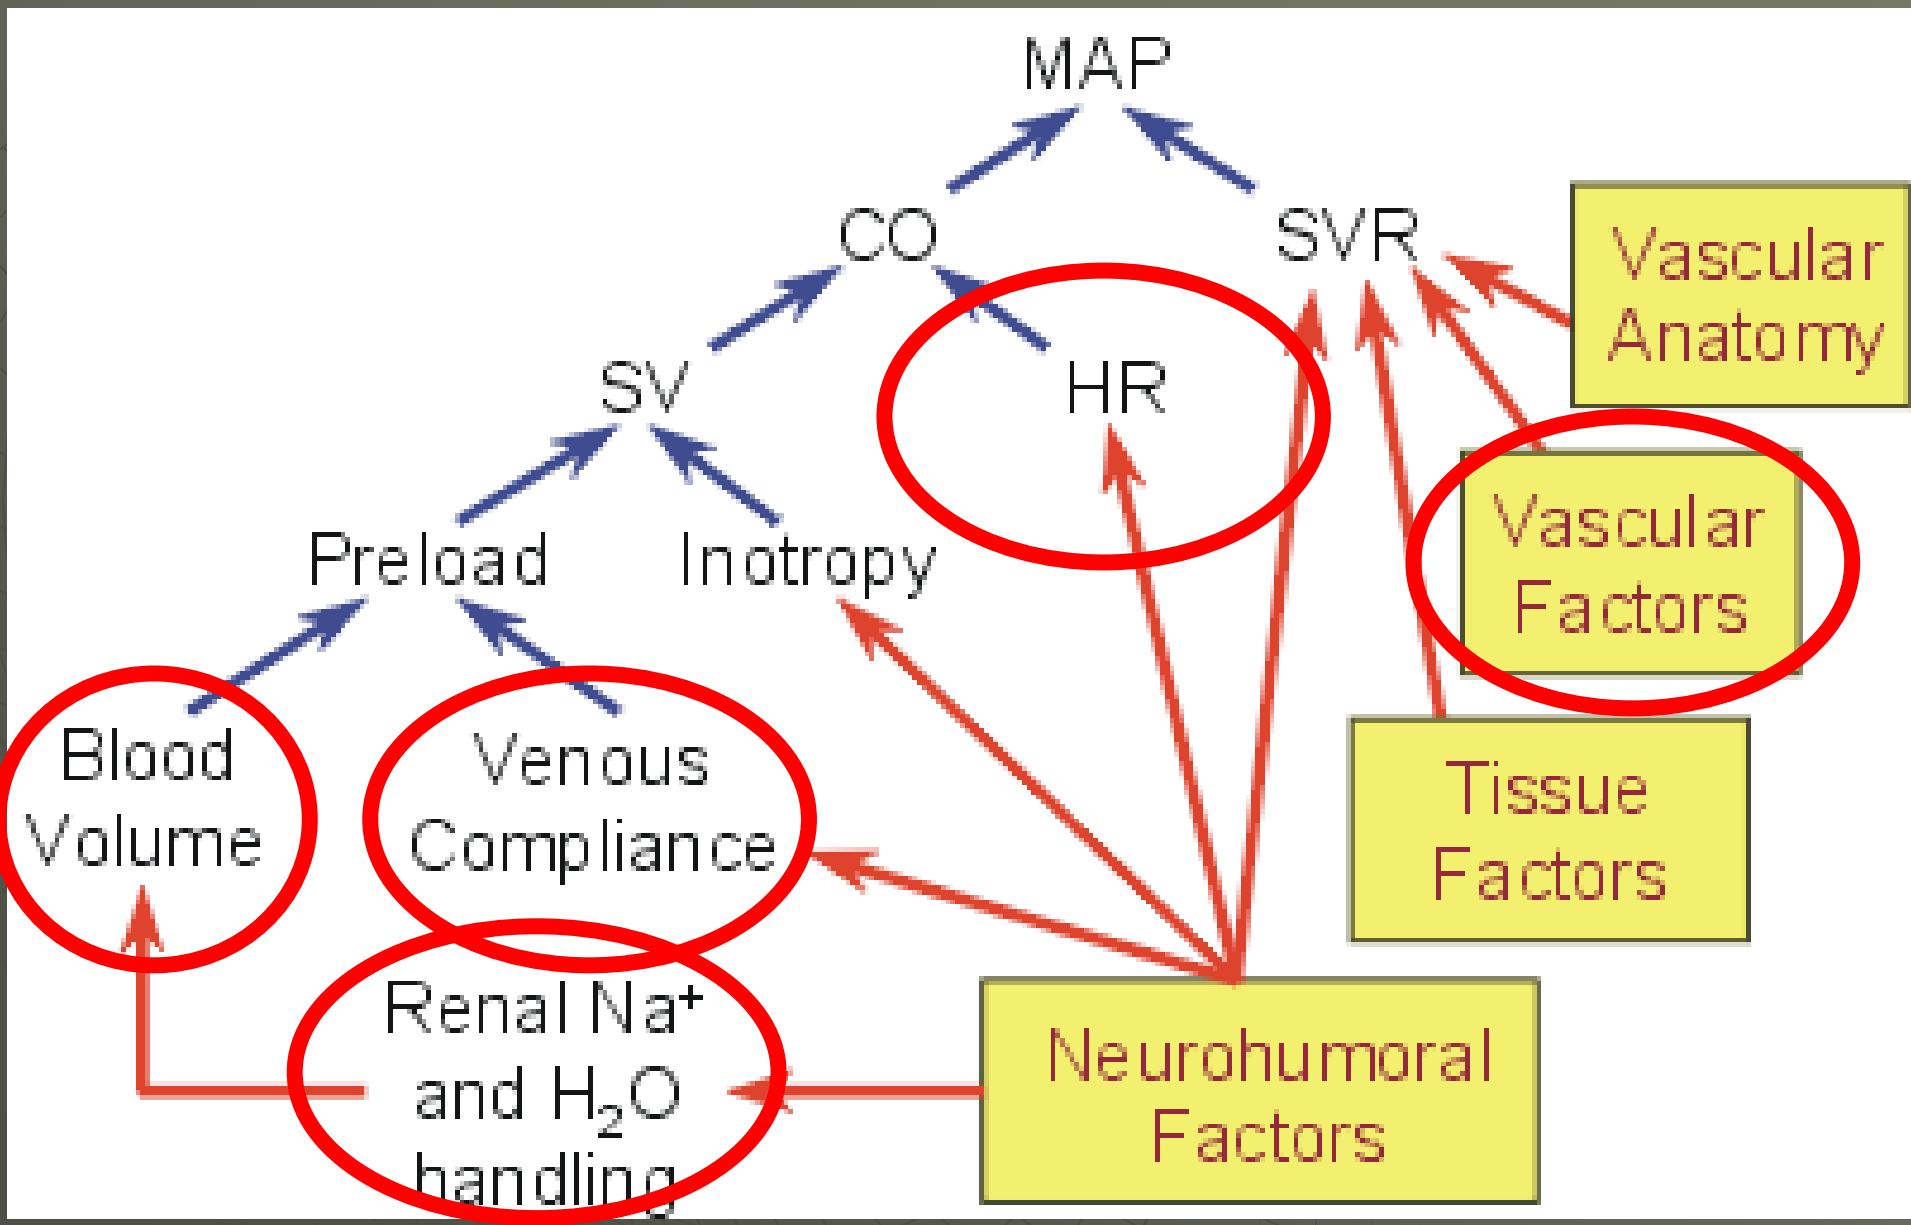 MAP
CO
SVR
Vascular
Anatomy
SV
HR
Vascular
Factors
Preload
Inotropy
Blood
Volume
Venous
Compliance
Tissue
Factors
Renal Na⁺
and H₂O
handling
Neurohumoral
Factors